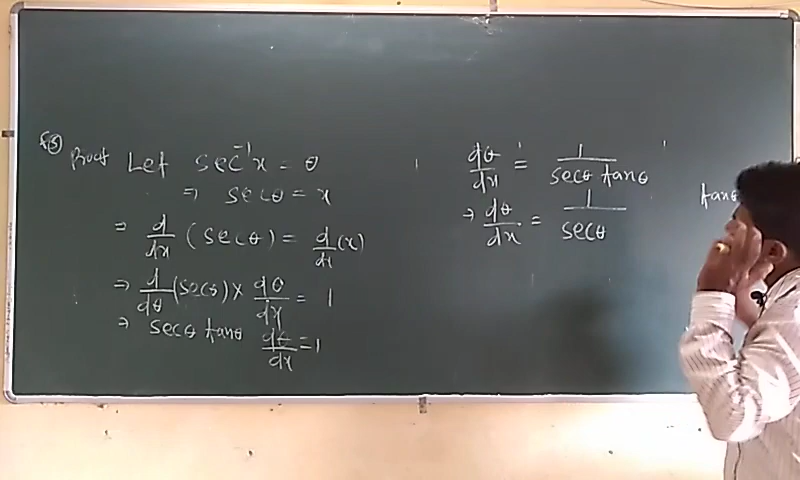 Proof Let sec⁻¹x = θ
⇒ secθ = x
⇒ d/dx (secθ) = d/dx (x)
⇒ d/dθ (secθ) × dθ/dx = 1
⇒ secθ tanθ dθ/dx = 1
dθ/dx = 1/secθ tanθ
⇒ dθ/dx = 1/secθ
tanθ